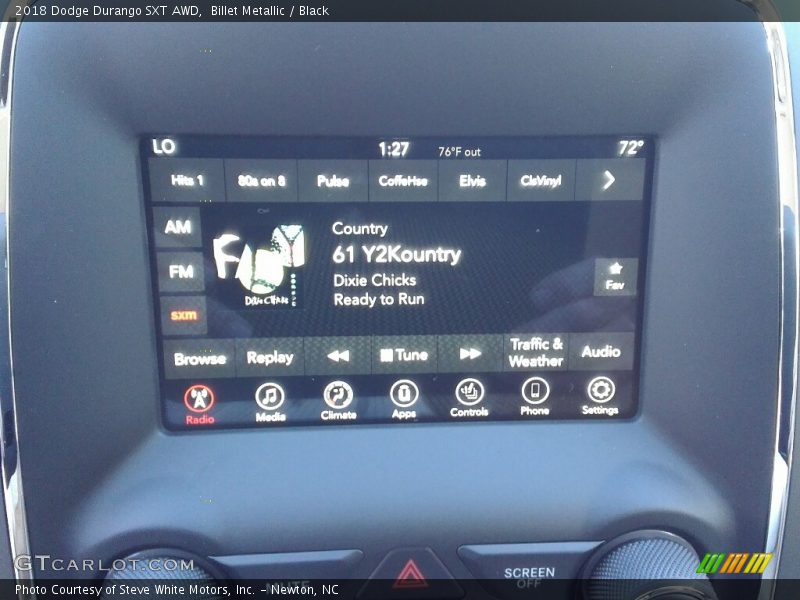 2018 Dodge Durango SXT AWD,  Billet Metallic / Black
LO 1:27 76°F out 72°
Hits 1 80s on 8 Pulse CoffeHse Elvis ClsVinyl
AM
FM
sxm
Country
61 Y2Kountry
Dixie Chicks
Ready to Run
Dixie Chicks
Fav
Browse Replay Tune Traffic & Weather Audio
Radio Media Climate Apps Controls Phone Settings
MUTE
SCREEN
OFF
GTCARLOT.COM
Photo Courtesy of Steve White Motors, Inc. – Newton, NC